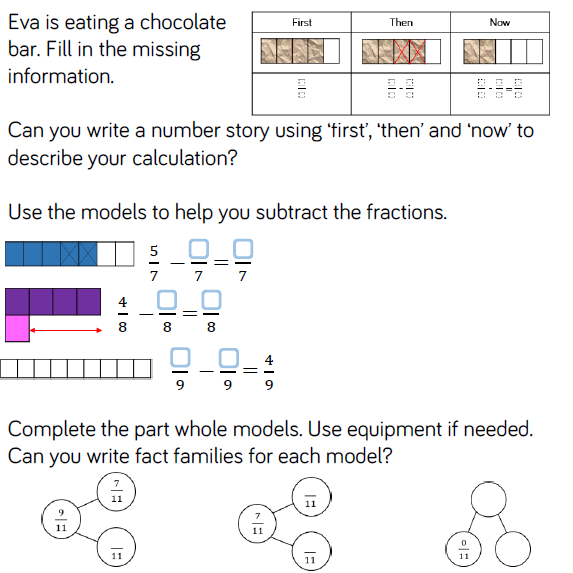 Eva is eating a chocolate
bar. Fill in the missing
information.
First Then Now
- - =
Can you write a number story using ‘first’, ‘then’ and ‘now’ to
describe your calculation?
Use the models to help you subtract the fractions.
5/7 - □/7 = □/7
4/8 - □/8 = □/8
□/9 - □/9 = 4/9
Complete the part whole models. Use equipment if needed.
Can you write fact families for each model?
9/11 7/11 /11
7/11 /11 /11
0/11